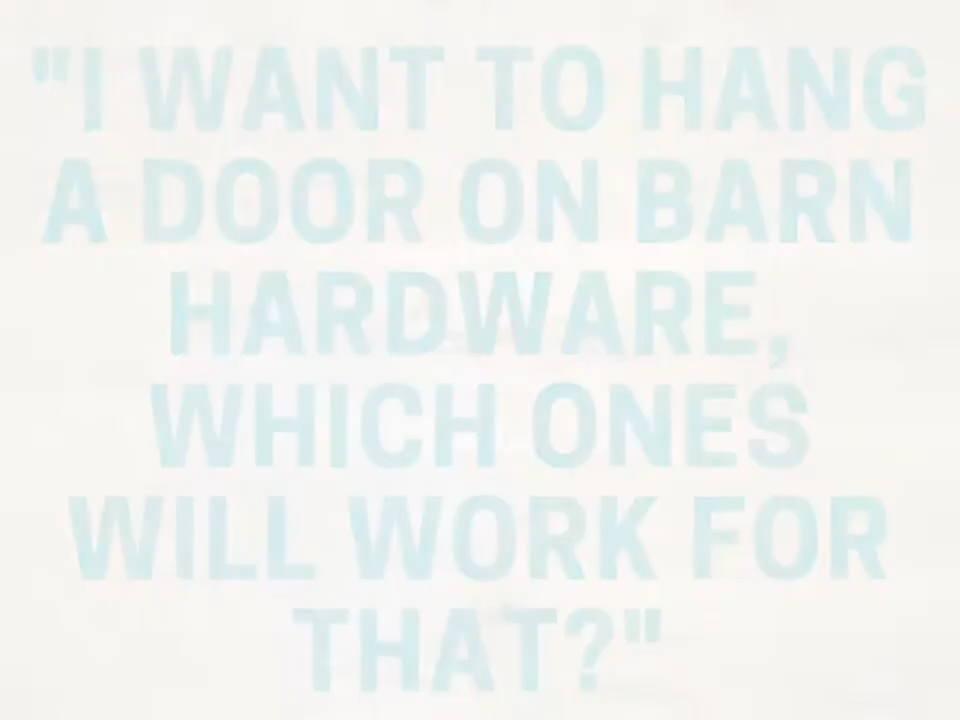 "I WANT TO HANG
A DOOR ON BARN
HARDWARE,
WHICH ONES
WILL WORK FOR
THAT?"